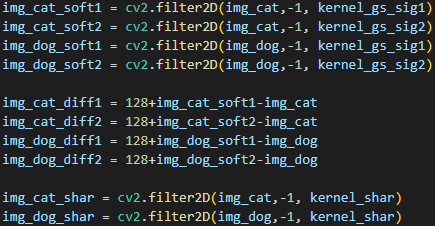 img_cat_soft1 = cv2.filter2D(img_cat,-1, kernel_gs_sig1)
img_cat_soft2 = cv2.filter2D(img_cat,-1, kernel_gs_sig2)
img_dog_soft1 = cv2.filter2D(img_dog,-1, kernel_gs_sig1)
img_dog_soft2 = cv2.filter2D(img_dog,-1, kernel_gs_sig2)
img_cat_diff1 = 128+img_cat_soft1-img_cat
img_cat_diff2 = 128+img_cat_soft2-img_cat
img_dog_diff1 = 128+img_dog_soft1-img_dog
img_dog_diff2 = 128+img_dog_soft2-img_dog
img_cat_shar = cv2.filter2D(img_cat,-1, kernel_shar)
img_dog_shar = cv2.filter2D(img_dog,-1, kernel_shar)